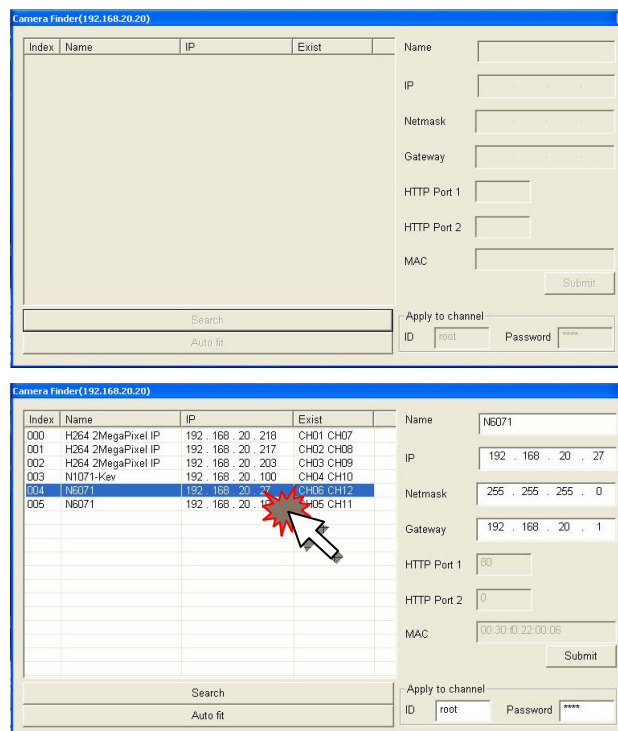 Camera Finder(192.168.20.20)
Index Name IP Exist
Name
IP
Netmask
Gateway
HTTP Port 1
HTTP Port 2
MAC
Submit
Search
Auto fit
Apply to channel
ID root Password ****
Camera Finder(192.168.20.20)
Index Name IP Exist
000 H264 2MegaPixel IP 192 . 168 . 20 . 218 CH01 CH07
001 H264 2MegaPixel IP 192 . 168 . 20 . 217 CH02 CH08
002 H264 2MegaPixel IP 192 . 168 . 20 . 203 CH03 CH09
003 N1071-Kev 192 . 168 . 20 . 100 CH04 CH10
004 N6071 192 . 168 . 20 . 27 CH06 CH12
005 N6071 192 . 168 . 20 . CH05 CH11
Name N6071
IP 192 . 168 . 20 . 27
Netmask 255 . 255 . 255 . 0
Gateway 192 . 168 . 20 . 1
HTTP Port 1 80
HTTP Port 2 0
MAC 00:30:f0:22:00:06
Submit
Search
Auto fit
Apply to channel
ID root Password ****